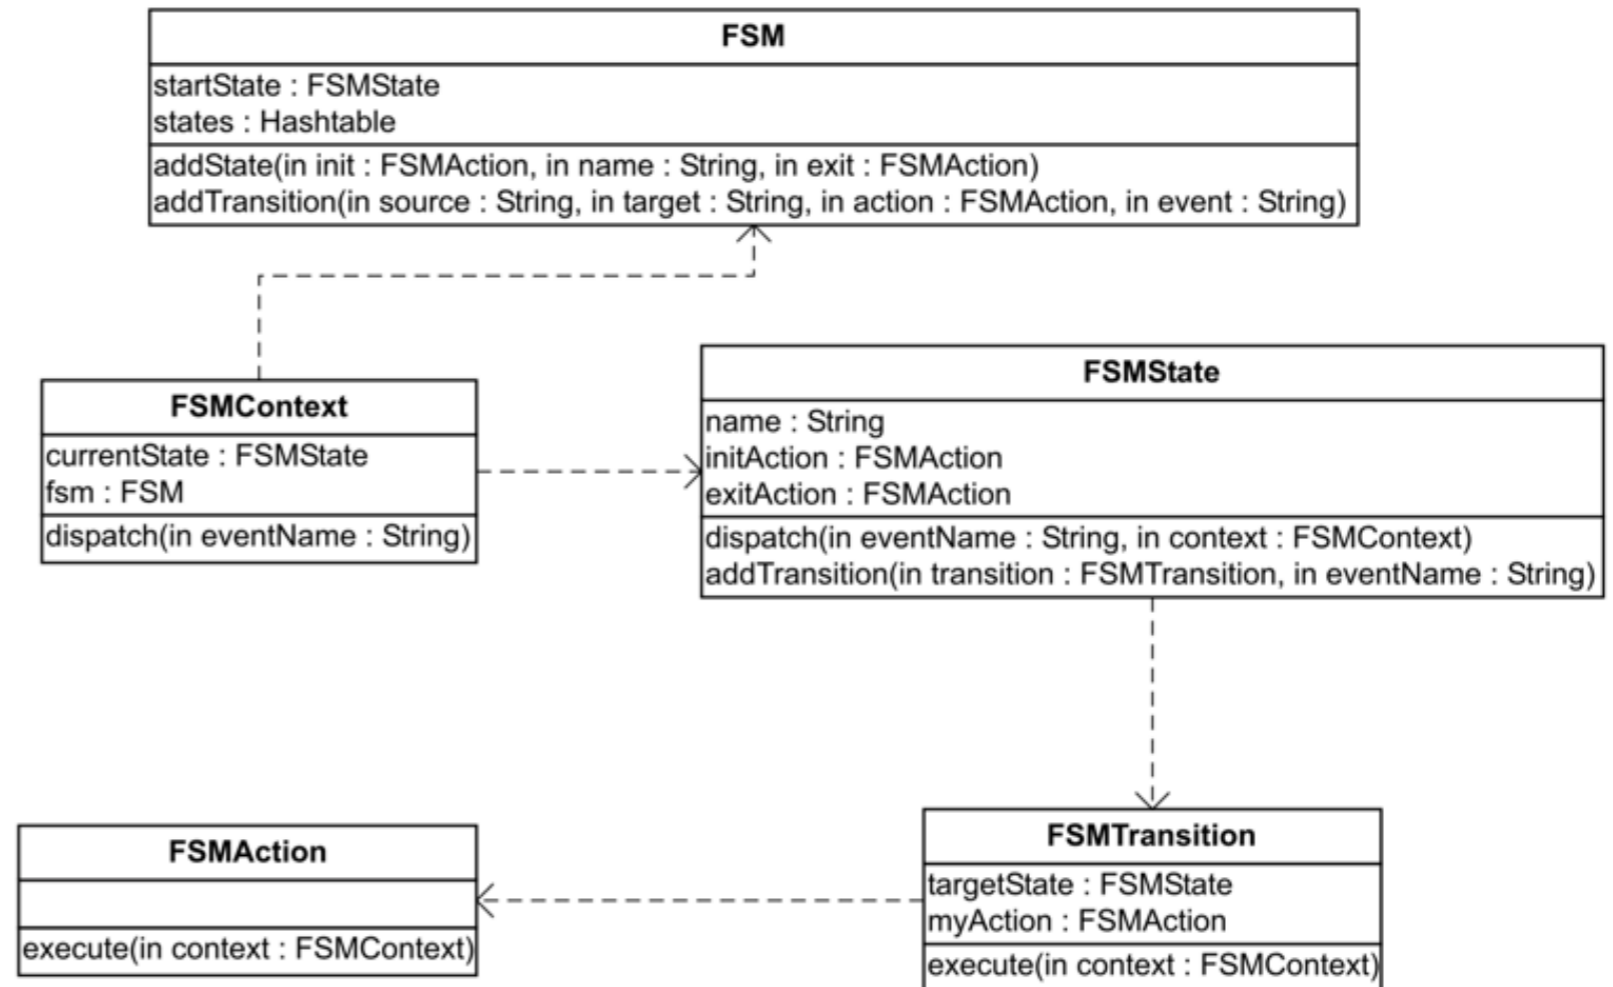 FSM
startState : FSMState
states : Hashtable
addState(in init : FSMAction, in name : String, in exit : FSMAction)
addTransition(in source : String, in target : String, in action : FSMAction, in event : String)
FSMContext
currentState : FSMState
fsm : FSM
dispatch(in eventName : String)
FSMState
name : String
initAction : FSMAction
exitAction : FSMAction
dispatch(in eventName : String, in context : FSMContext)
addTransition(in transition : FSMTransition, in eventName : String)
FSMAction
execute(in context : FSMContext)
FSMTransition
targetState : FSMState
myAction : FSMAction
execute(in context : FSMContext)